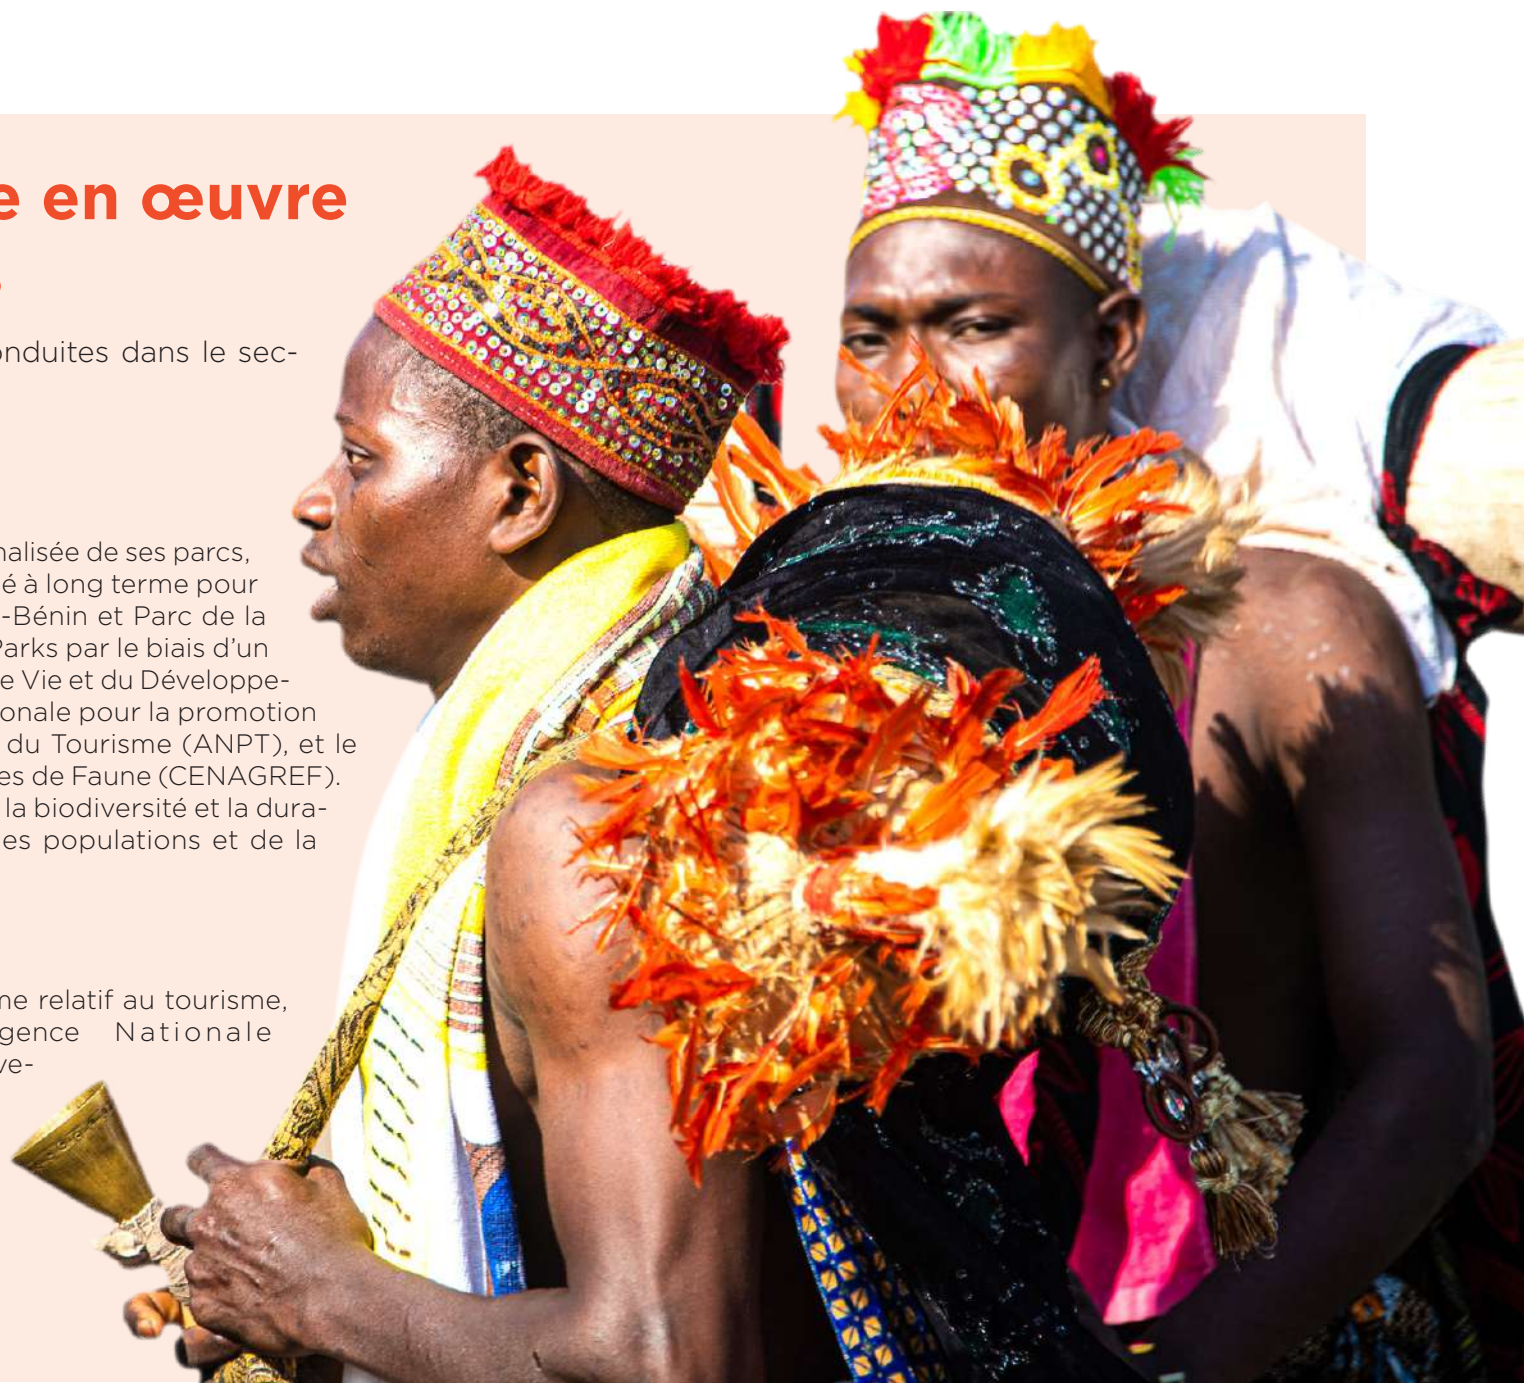 e en œuvre
onduites dans le sec-
nalisée de ses parcs,
é à long terme pour
-Bénin et Parc de la
Parks par le biais d'un
e Vie et du Développe-
onale pour la promotion
du Tourisme (ANPT), et le
es de Faune (CENAGREF).
la biodiversité et la dura-
es populations et de la
me relatif au tourisme,
gence Nationale
ve-